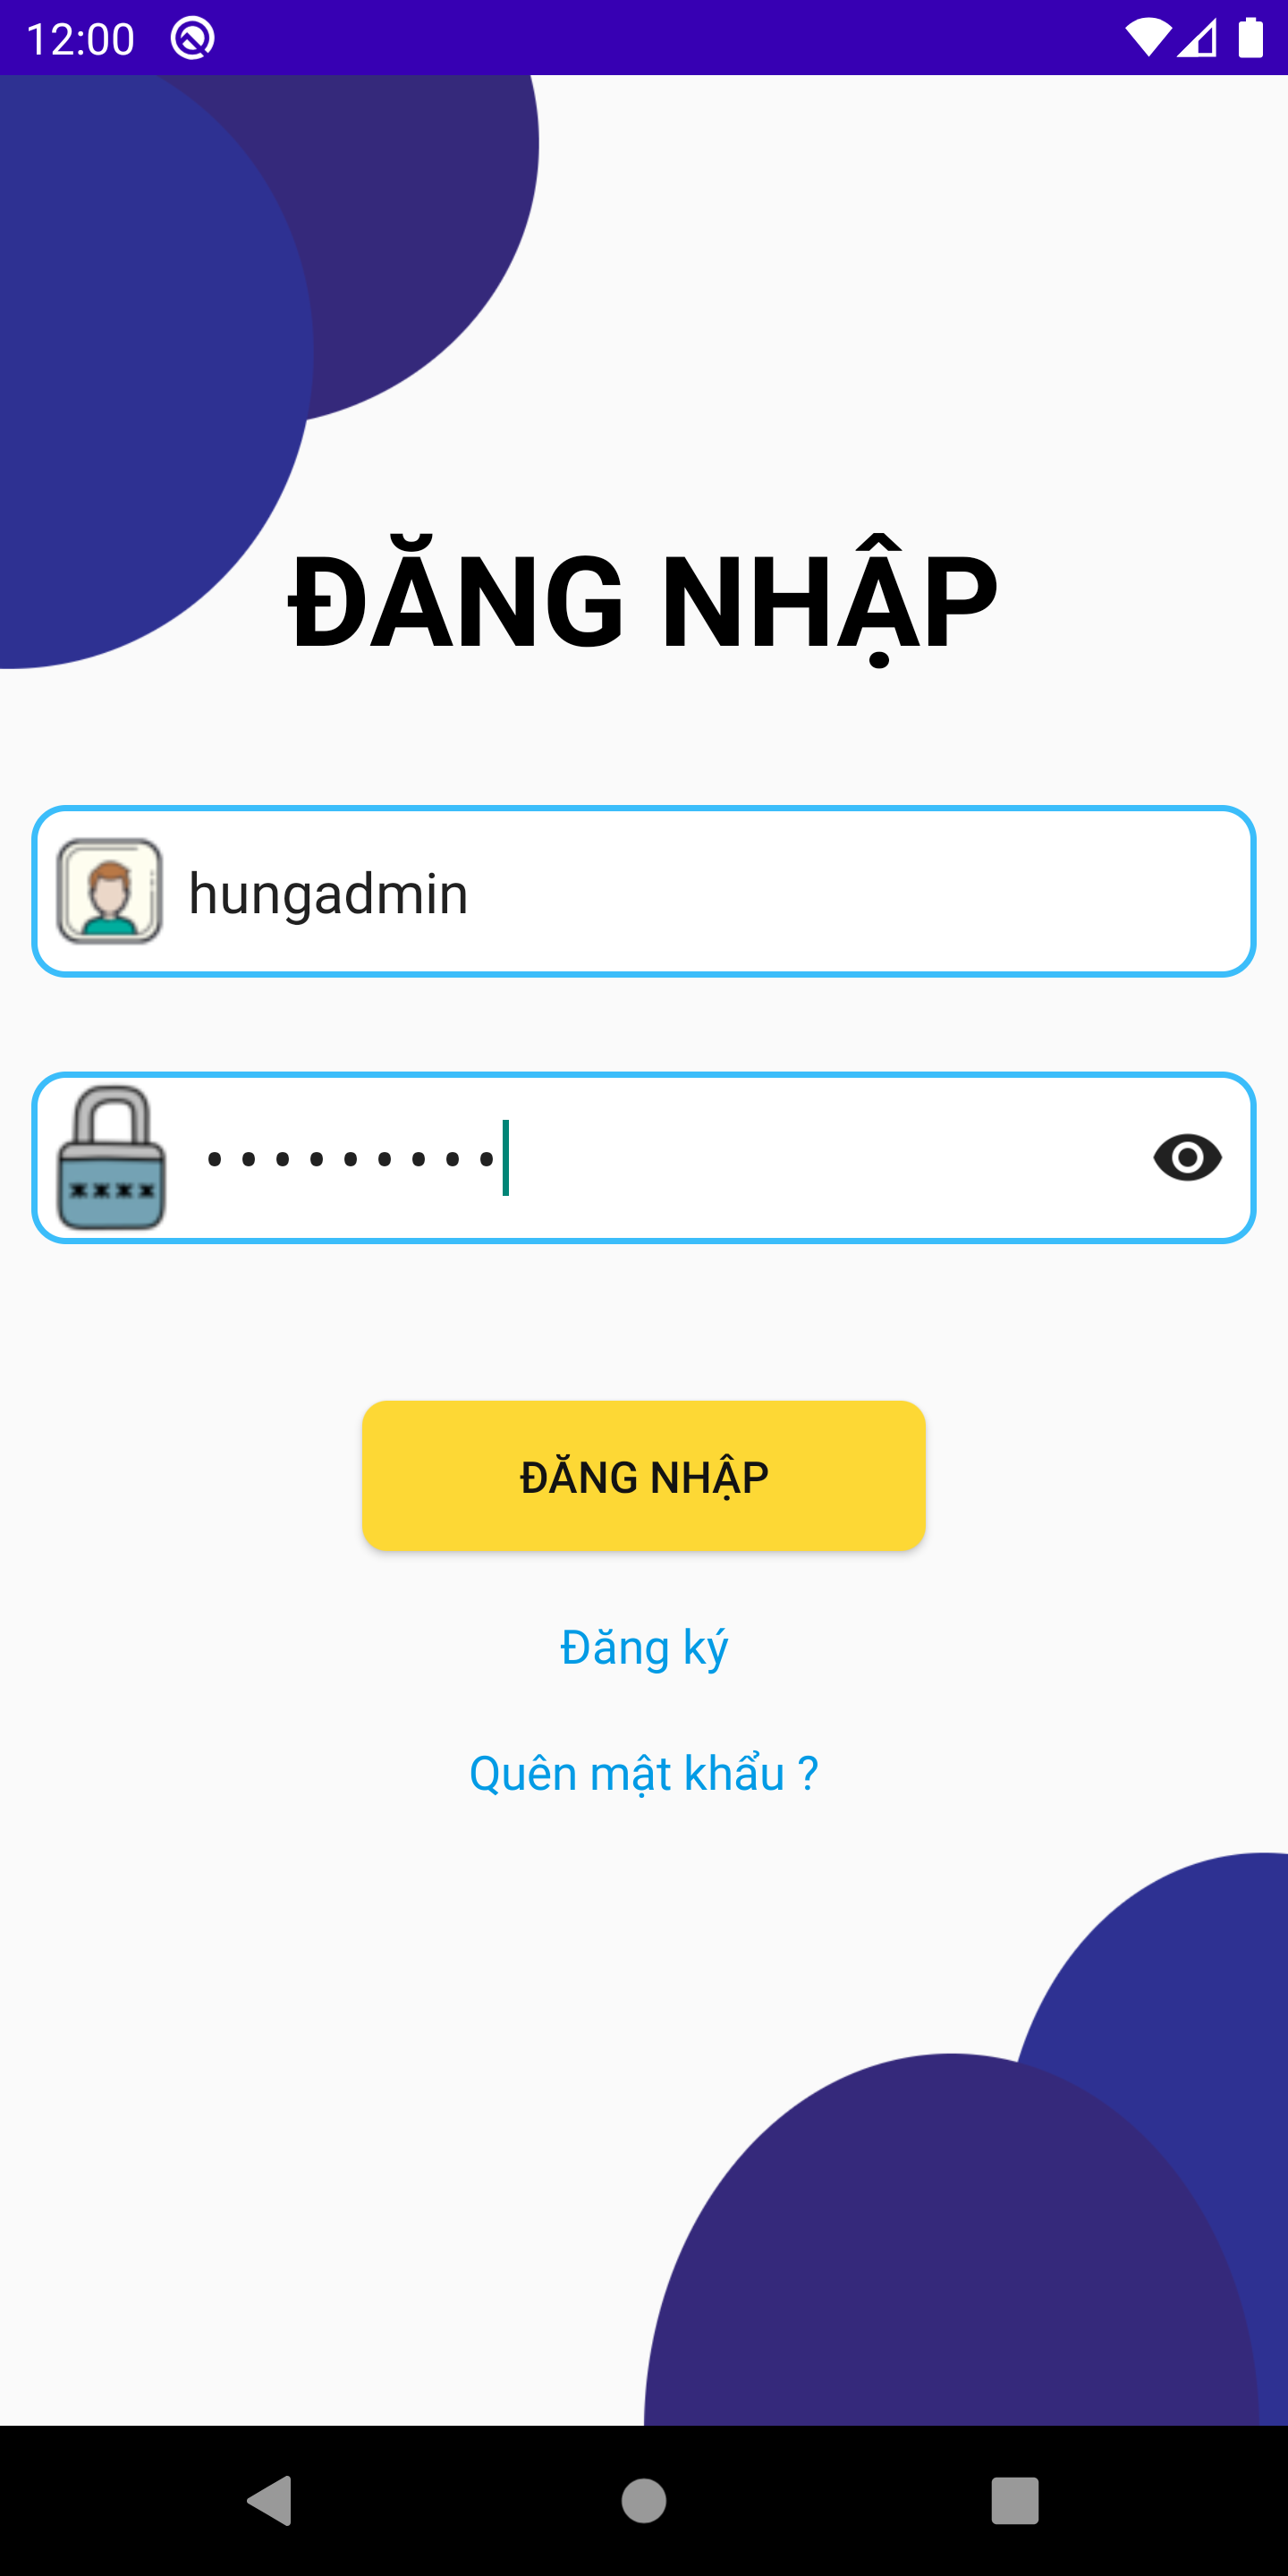 12:00
ĐĂNG NHẬP
hungadmin
•••••••••
ĐĂNG NHẬP
Đăng ký
Quên mật khẩu ?